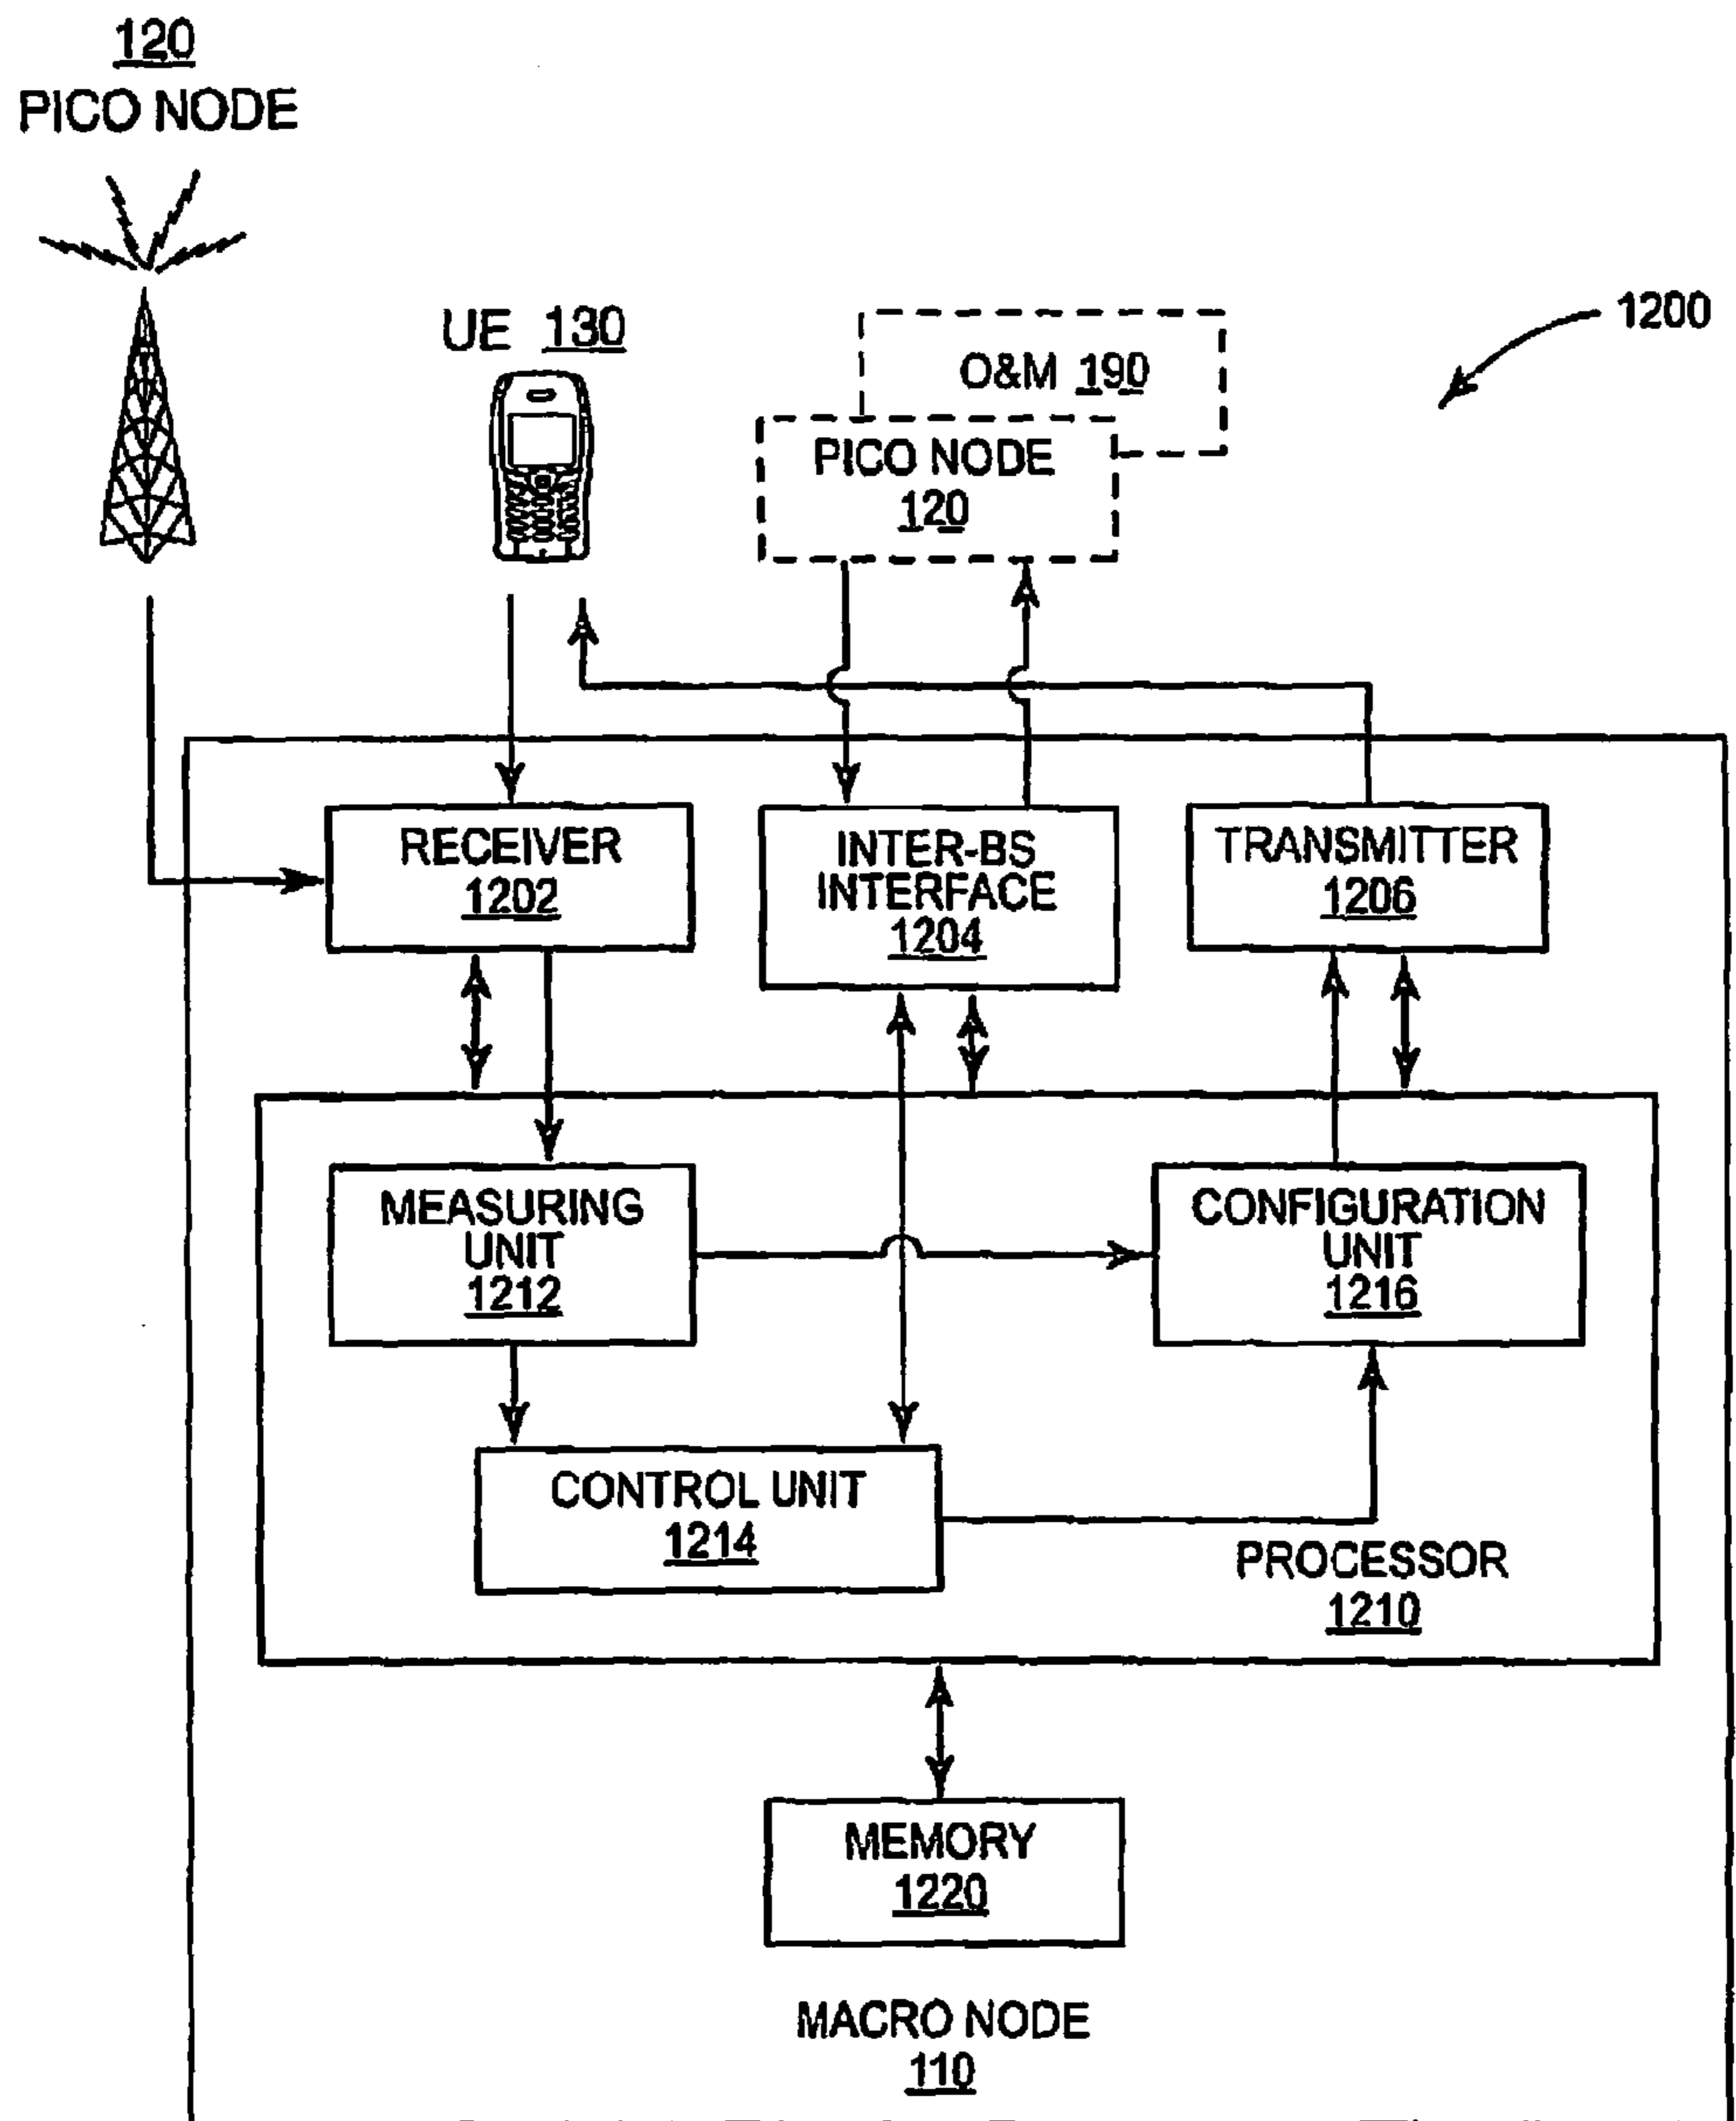 120
PICO NODE
UE 130
1200
O&M 190
PICO NODE
120
RECEIVER
1202
INTER-BS
INTERFACE
1204
TRANSMITTER
1206
MEASURING
UNIT
1212
CONFIGURATION
UNIT
1216
CONTROL UNIT
1214
PROCESSOR
1210
MEMORY
1220
MACRO NODE
110